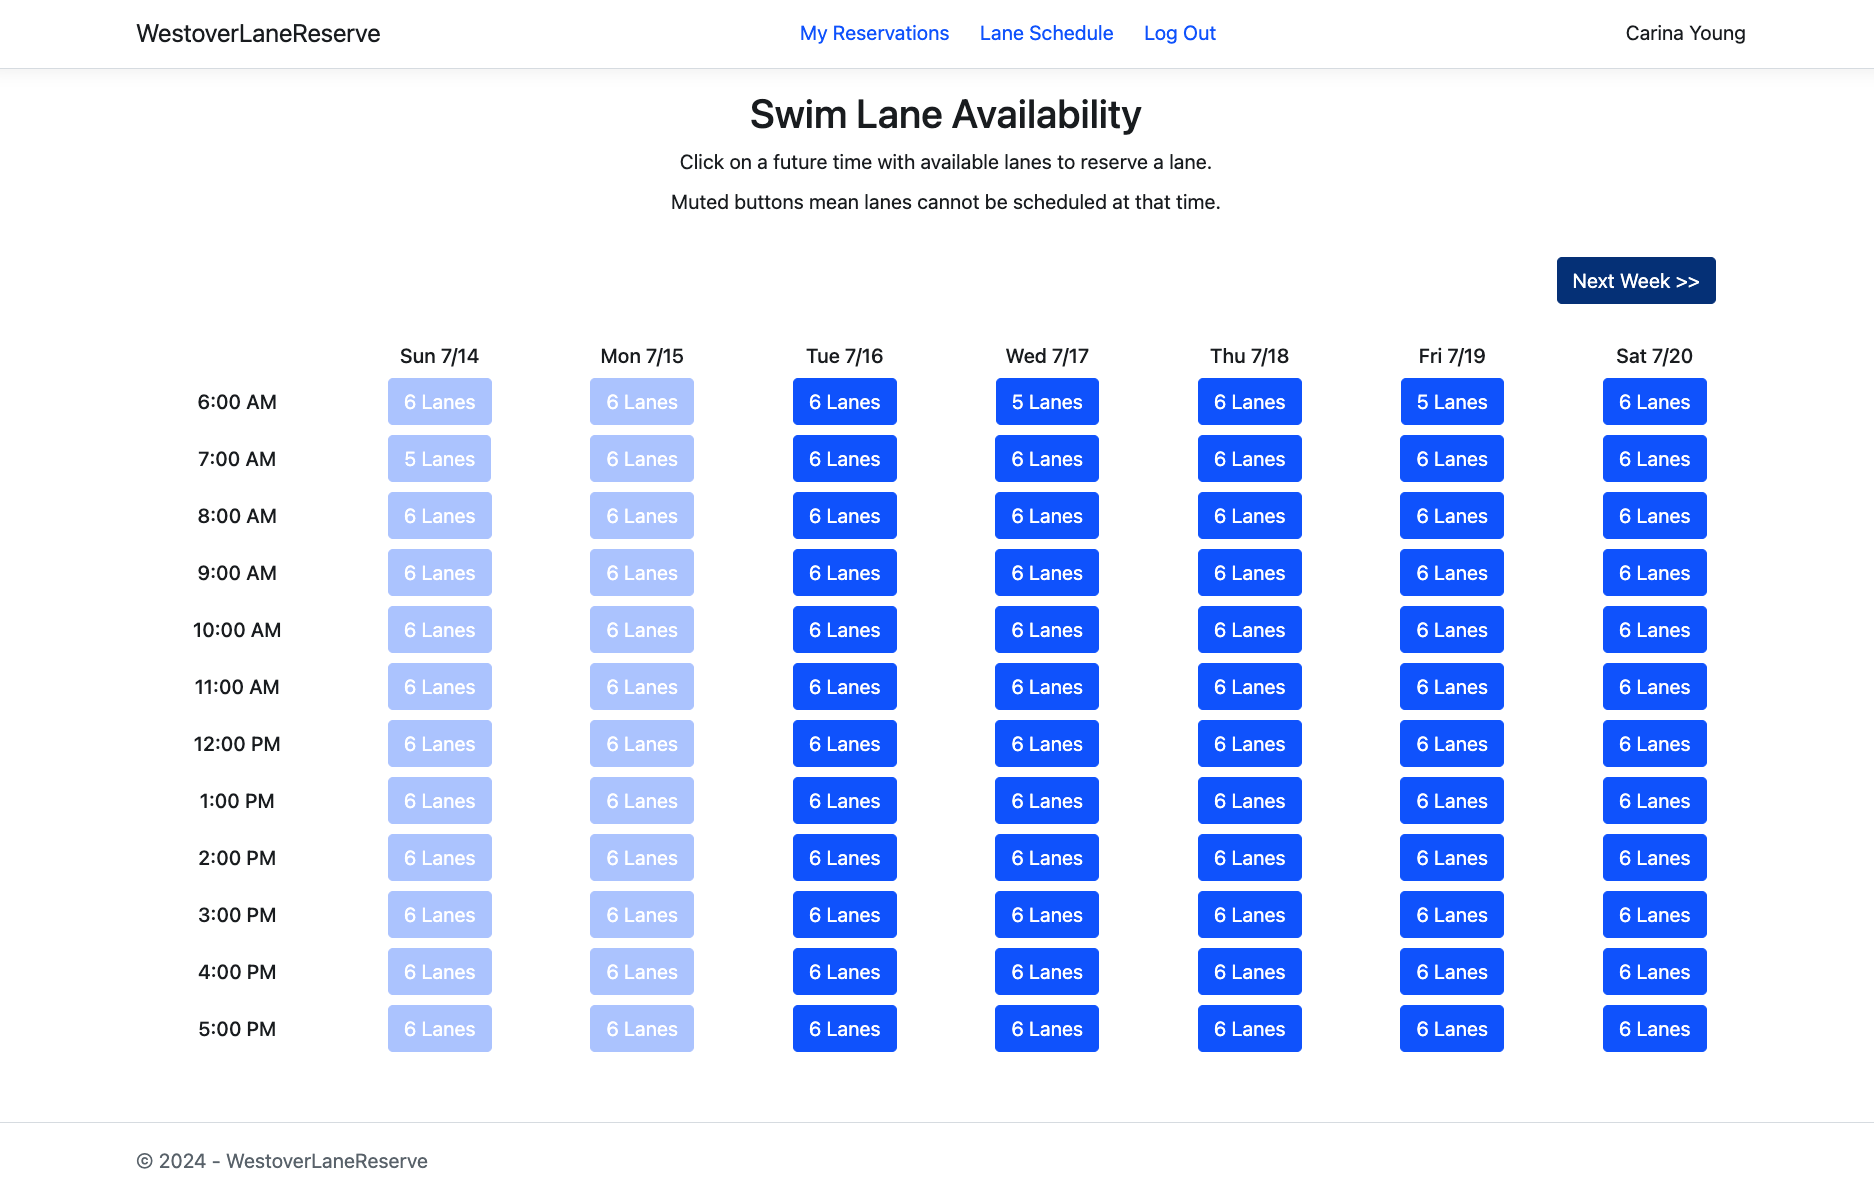 WestoverLaneReserve My Reservations Lane Schedule Log Out Carina Young
Swim Lane Availability
Click on a future time with available lanes to reserve a lane.
Muted buttons mean lanes cannot be scheduled at that time.
Next Week >>
Sun 7/14 Mon 7/15 Tue 7/16 Wed 7/17 Thu 7/18 Fri 7/19 Sat 7/20
6:00 AM 6 Lanes 6 Lanes 6 Lanes 5 Lanes 6 Lanes 5 Lanes 6 Lanes
7:00 AM 5 Lanes 6 Lanes 6 Lanes 6 Lanes 6 Lanes 6 Lanes 6 Lanes
8:00 AM 6 Lanes 6 Lanes 6 Lanes 6 Lanes 6 Lanes 6 Lanes 6 Lanes
9:00 AM 6 Lanes 6 Lanes 6 Lanes 6 Lanes 6 Lanes 6 Lanes 6 Lanes
10:00 AM 6 Lanes 6 Lanes 6 Lanes 6 Lanes 6 Lanes 6 Lanes 6 Lanes
11:00 AM 6 Lanes 6 Lanes 6 Lanes 6 Lanes 6 Lanes 6 Lanes 6 Lanes
12:00 PM 6 Lanes 6 Lanes 6 Lanes 6 Lanes 6 Lanes 6 Lanes 6 Lanes
1:00 PM 6 Lanes 6 Lanes 6 Lanes 6 Lanes 6 Lanes 6 Lanes 6 Lanes
2:00 PM 6 Lanes 6 Lanes 6 Lanes 6 Lanes 6 Lanes 6 Lanes 6 Lanes
3:00 PM 6 Lanes 6 Lanes 6 Lanes 6 Lanes 6 Lanes 6 Lanes 6 Lanes
4:00 PM 6 Lanes 6 Lanes 6 Lanes 6 Lanes 6 Lanes 6 Lanes 6 Lanes
5:00 PM 6 Lanes 6 Lanes 6 Lanes 6 Lanes 6 Lanes 6 Lanes 6 Lanes
© 2024 - WestoverLaneReserve